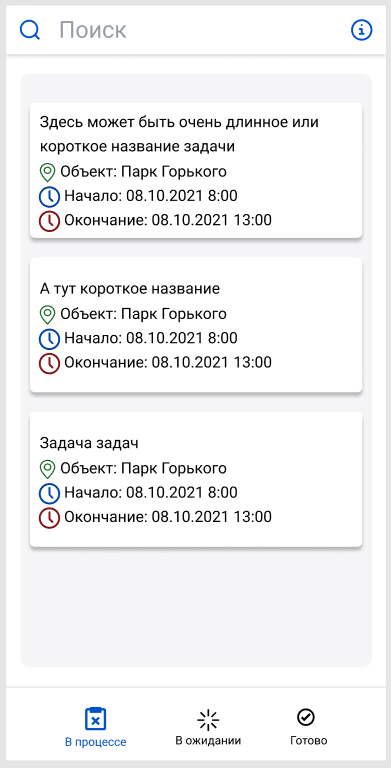 Поиск
Здесь может быть очень длинное или
короткое название задачи
Объект: Парк Горького
Начало: 08.10.2021 8:00
Окончание: 08.10.2021 13:00
А тут короткое название
Объект: Парк Горького
Начало: 08.10.2021 8:00
Окончание: 08.10.2021 13:00
Задача задач
Объект: Парк Горького
Начало: 08.10.2021 8:00
Окончание: 08.10.2021 13:00
В процессе
В ожидании
Готово